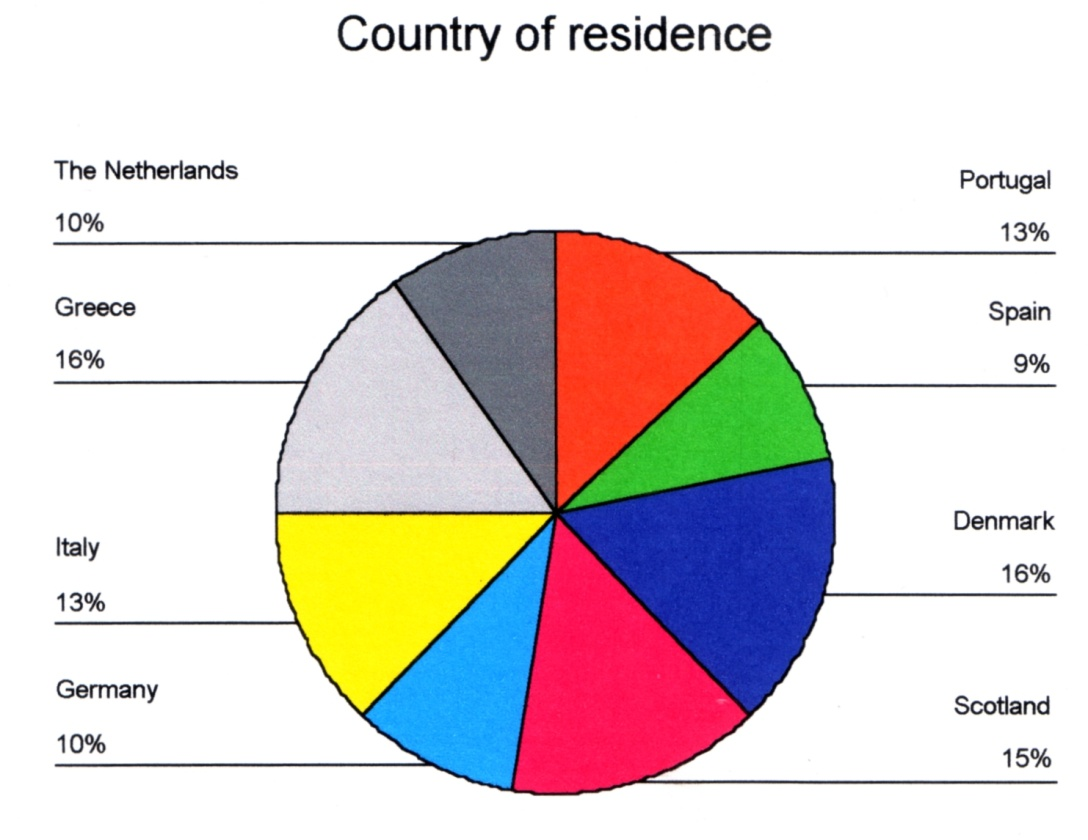 Country of residence
The Netherlands
10%
Greece
16%
Italy
13%
Germany
10%
Portugal
13%
Spain
9%
Denmark
16%
Scotland
15%